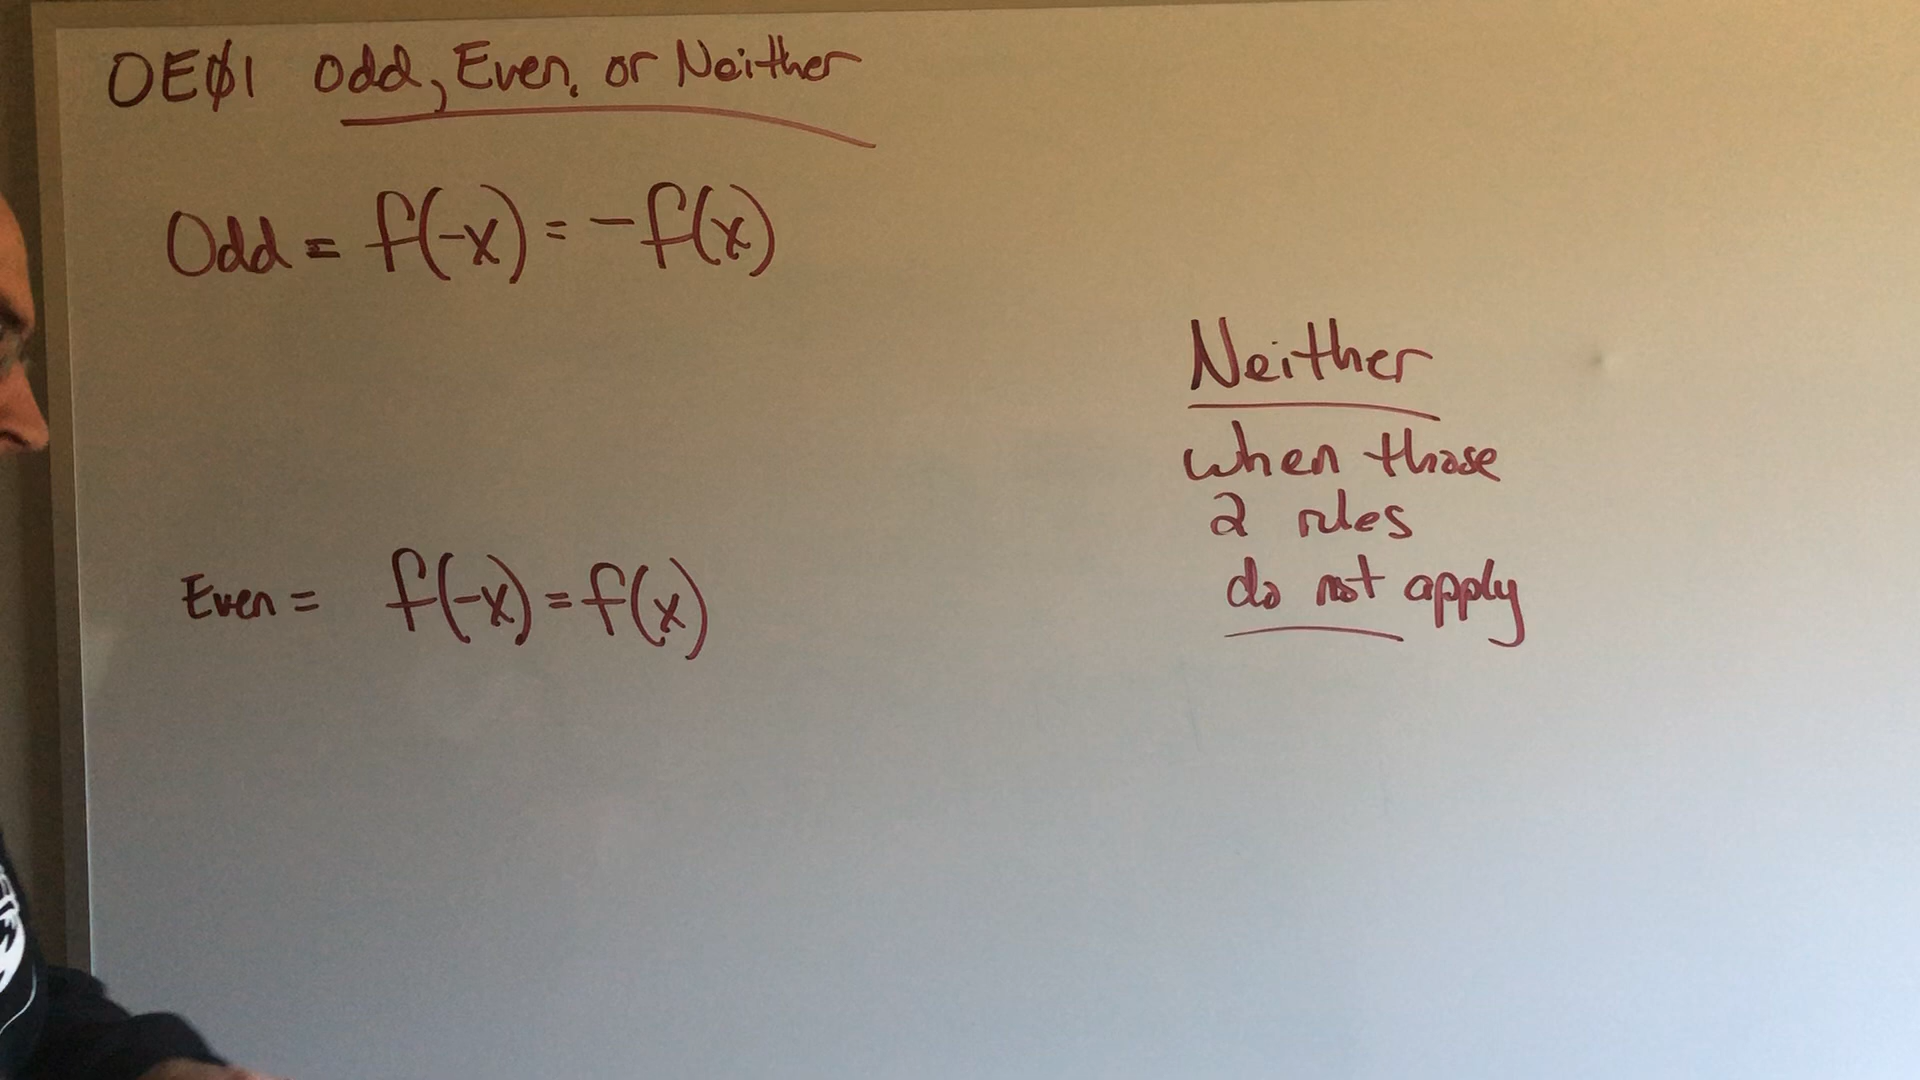 OEØ1 Odd, Even, or Neither
Odd = f(-x) = -f(x)
Neither
when those
2 rules
do not apply
Even = f(-x) = f(x)